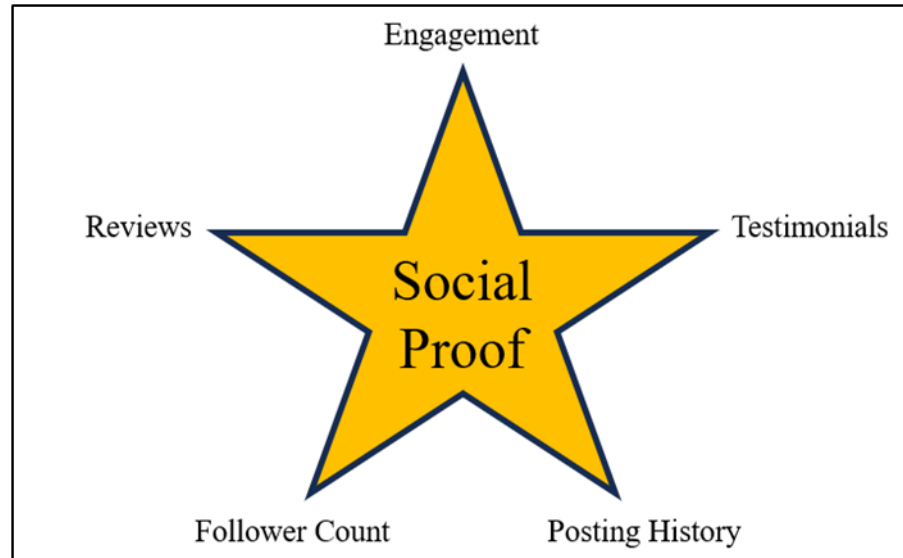 Engagement
Reviews
Testimonials
Social
Proof
Follower Count
Posting History